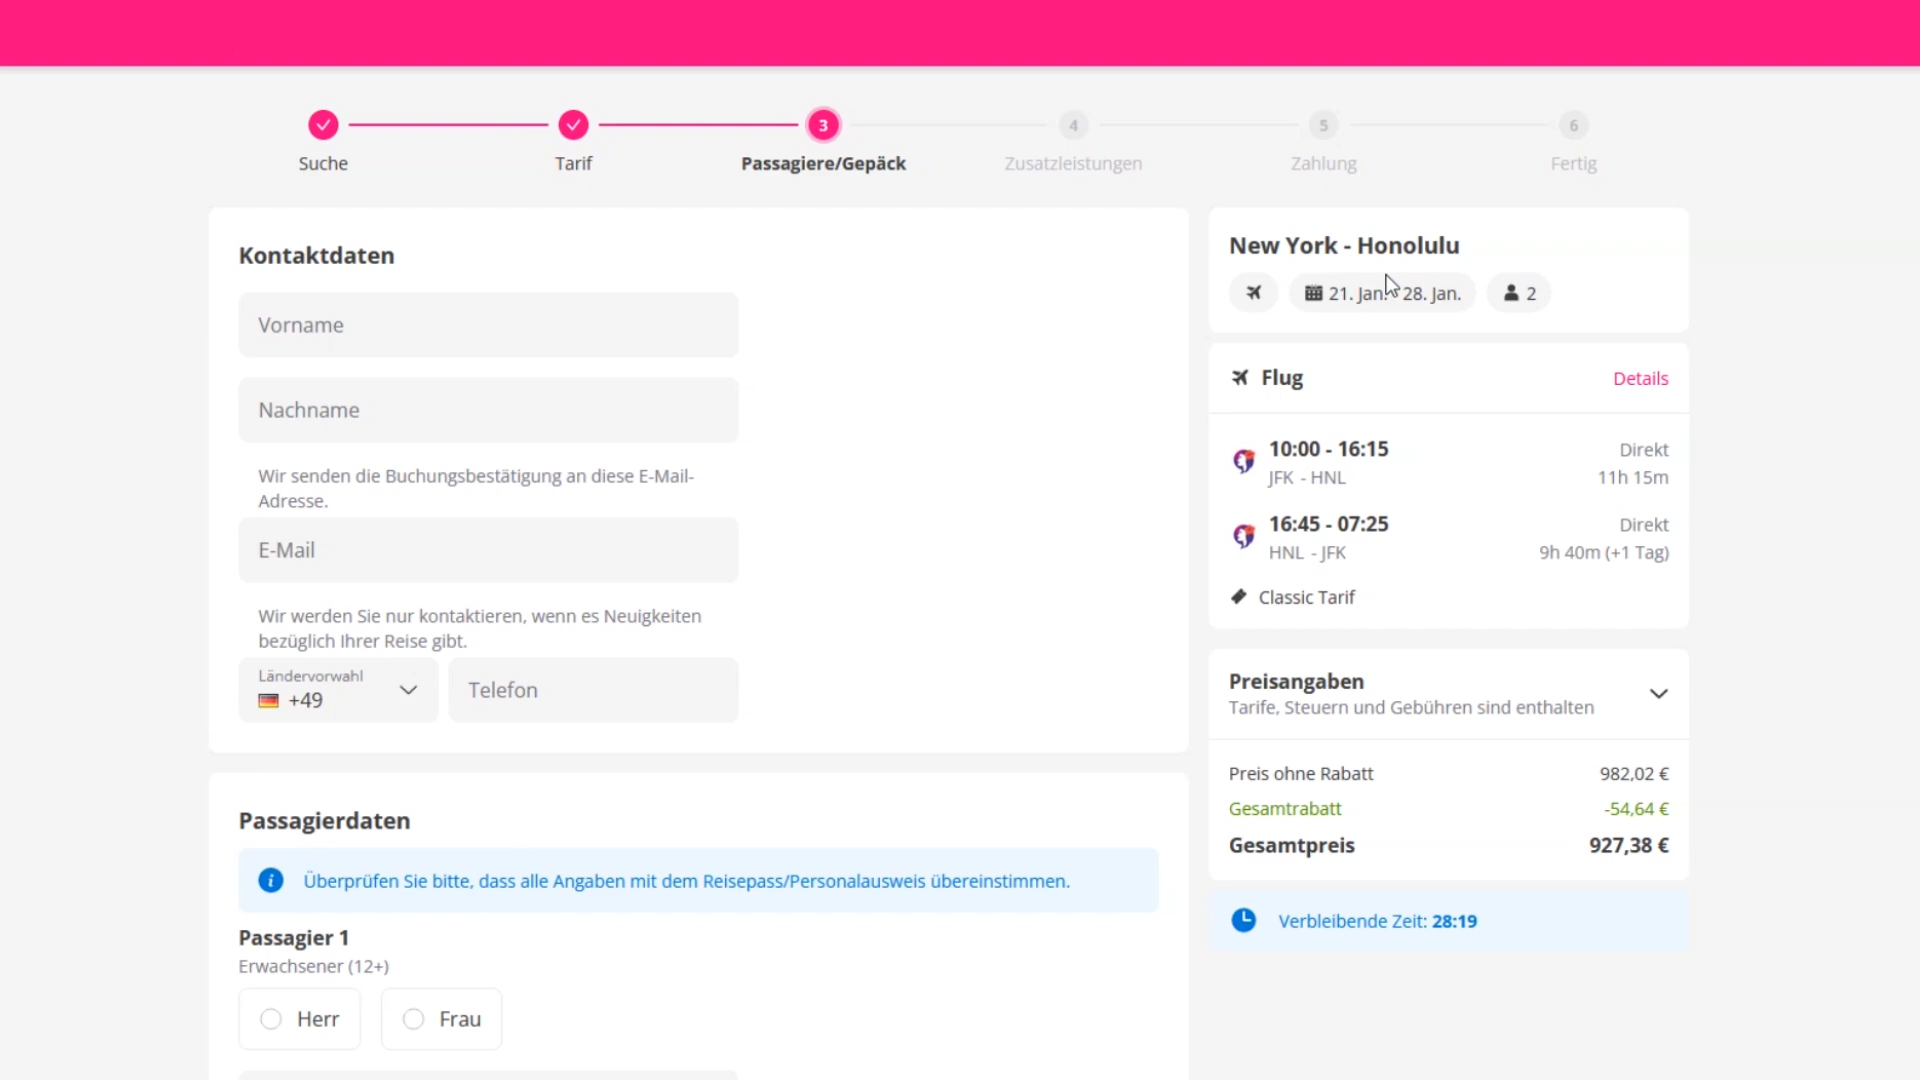 Suche
Tarif
3
Passagiere/Gepäck
4
Zusatzleistungen
5
Zahlung
6
Fertig
Kontaktdaten
Vorname
Nachname
Wir senden die Buchungsbestätigung an diese E-Mail-
Adresse.
E-Mail
Wir werden Sie nur kontaktieren, wenn es Neuigkeiten
bezüglich Ihrer Reise gibt.
Ländervorwahl
+49
Telefon
Passagierdaten
Überprüfen Sie bitte, dass alle Angaben mit dem Reisepass/Personalausweis übereinstimmen.
Passagier 1
Erwachsener (12+)
Herr
Frau
New York - Honolulu
21. Jan. - 28. Jan.
2
Flug
Details
10:00 - 16:15
Direkt
JFK - HNL
11h 15m
16:45 - 07:25
Direkt
HNL - JFK
9h 40m (+1 Tag)
Classic Tarif
Preisangaben
Tarife, Steuern und Gebühren sind enthalten
Preis ohne Rabatt
982,02 €
Gesamtrabatt
-54,64 €
Gesamtpreis
927,38 €
Verbleibende Zeit: 28:19